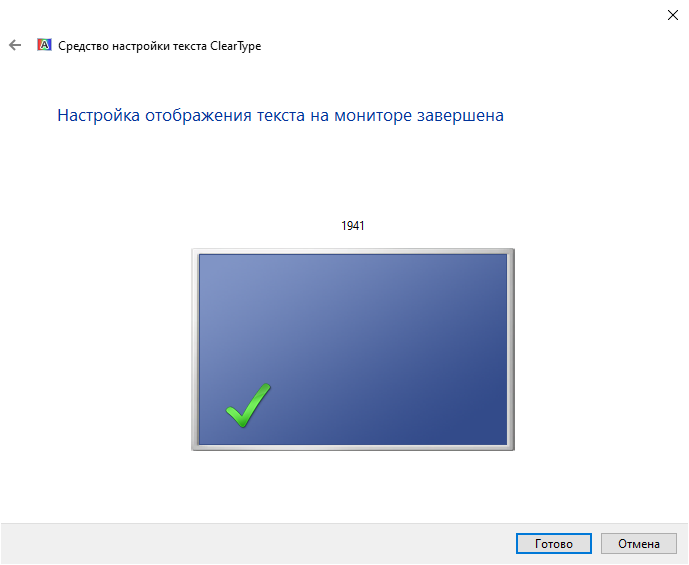 Средство настройки текста ClearType
Настройка отображения текста на мониторе завершена
1941
Готово
Отмена